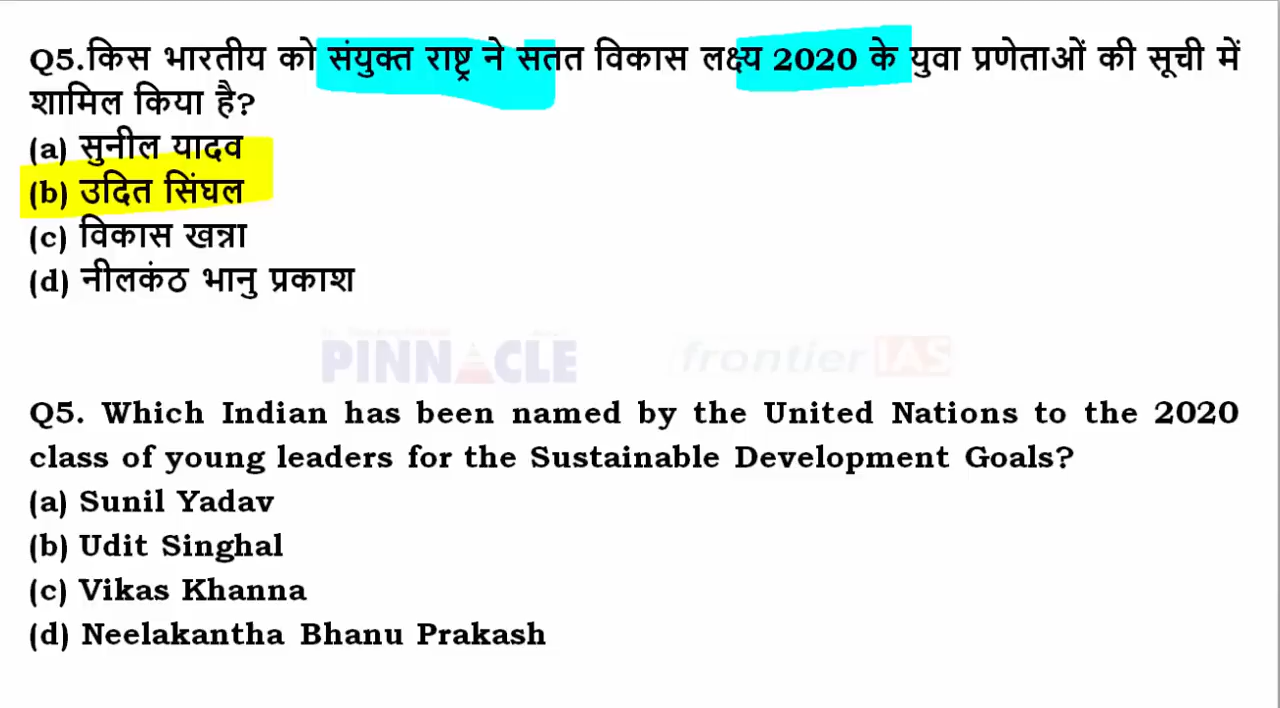 Q5.किस भारतीय को संयुक्त राष्ट्र ने सतत विकास लक्ष्य 2020 के युवा प्रणेताओं की सूची में
शामिल किया है?
(a) सुनील यादव
(b) उदित सिंघल
(c) विकास खन्ना
(d) नीलकंठ भानु प्रकाश
PINNACLE frontier IAS
Q5. Which Indian has been named by the United Nations to the 2020
class of young leaders for the Sustainable Development Goals?
(a) Sunil Yadav
(b) Udit Singhal
(c) Vikas Khanna
(d) Neelakantha Bhanu Prakash